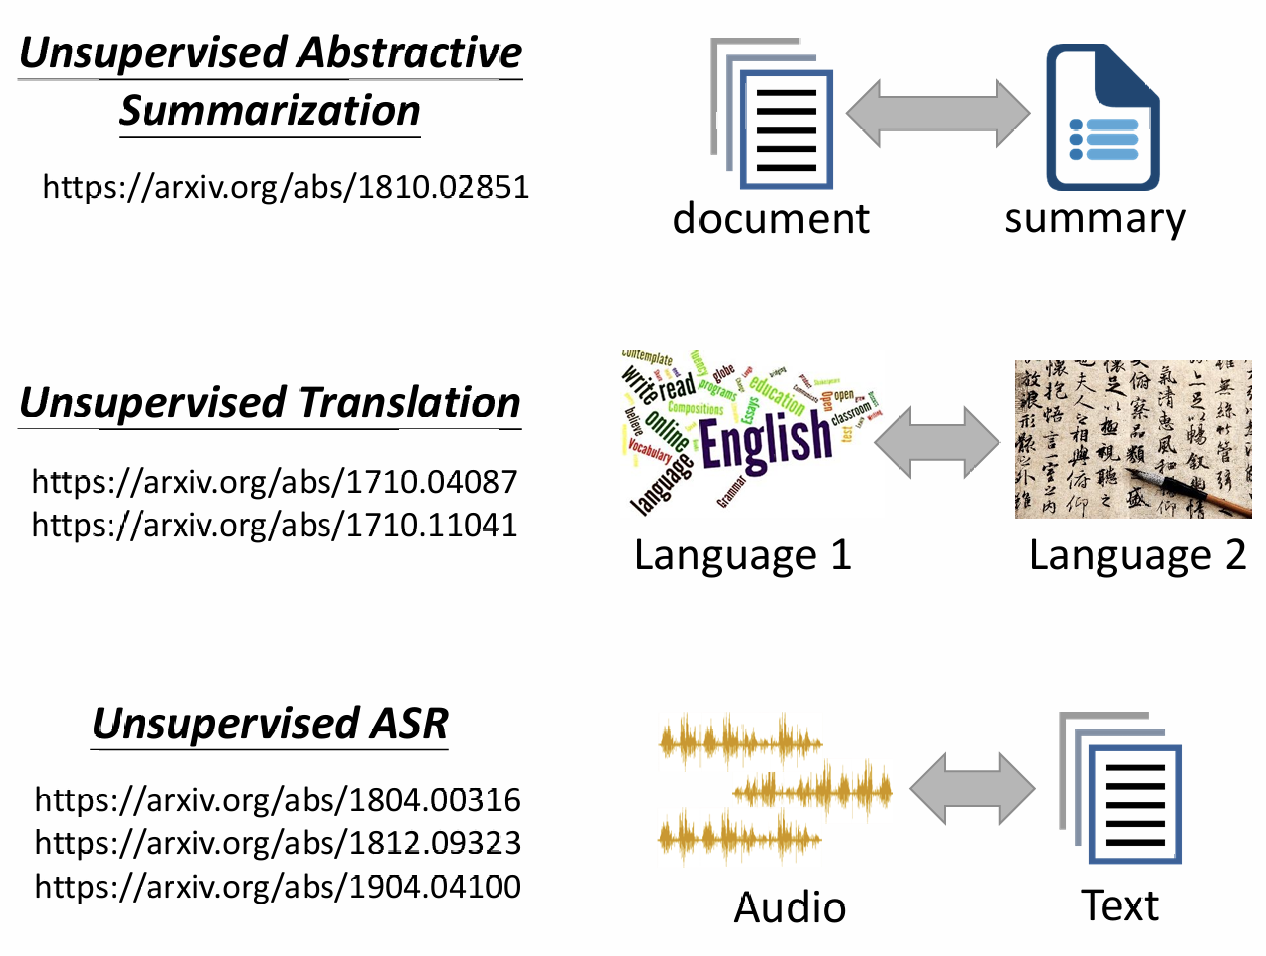 Unsupervised Abstractive
Summarization
https://arxiv.org/abs/1810.02851
document
summary
Unsupervised Translation
https://arxiv.org/abs/1710.04087
https://arxiv.org/abs/1710.11041
contemplate
globe
write
read
programs
education
Compositions
Essays
open
Open
classroom
believe
online
English
test
Vocabulary
language
Grammar
Language 1
Language 2
Unsupervised ASR
https://arxiv.org/abs/1804.00316
https://arxiv.org/abs/1812.09323
https://arxiv.org/abs/1904.04100
Audio
Text